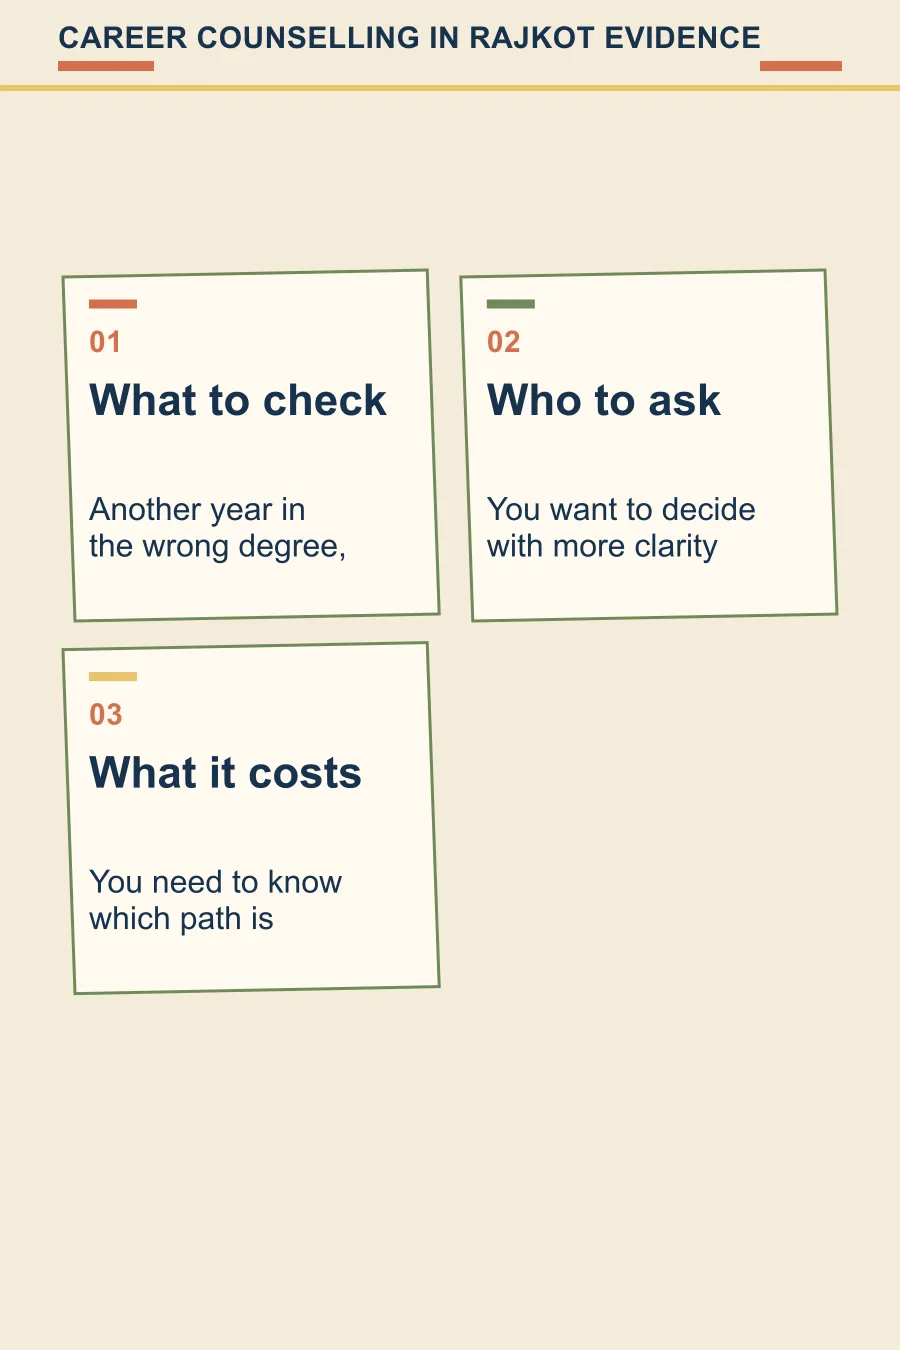 CAREER COUNSELLING IN RAJKOT EVIDENCE
01
What to check
Another year in
the wrong degree,
02
Who to ask
You want to decide
with more clarity
03
What it costs
You need to know
which path is